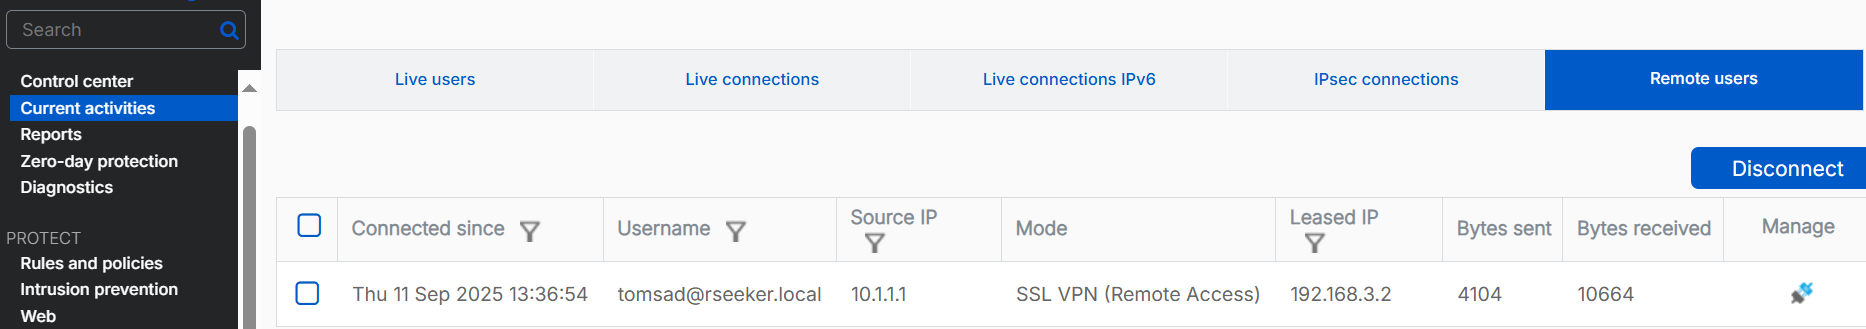 Search
Control center
Current activities
Reports
Zero-day protection
Diagnostics
PROTECT
Rules and policies
Intrusion prevention
Web
Live users Live connections Live connections IPv6 IPsec connections Remote users
Disconnect
Connected since Username Source IP Mode Leased IP Bytes sent Bytes received Manage
Thu 11 Sep 2025 13:36:54 tomsad@rseeker.local 10.1.1.1 SSL VPN (Remote Access) 192.168.3.2 4104 10664